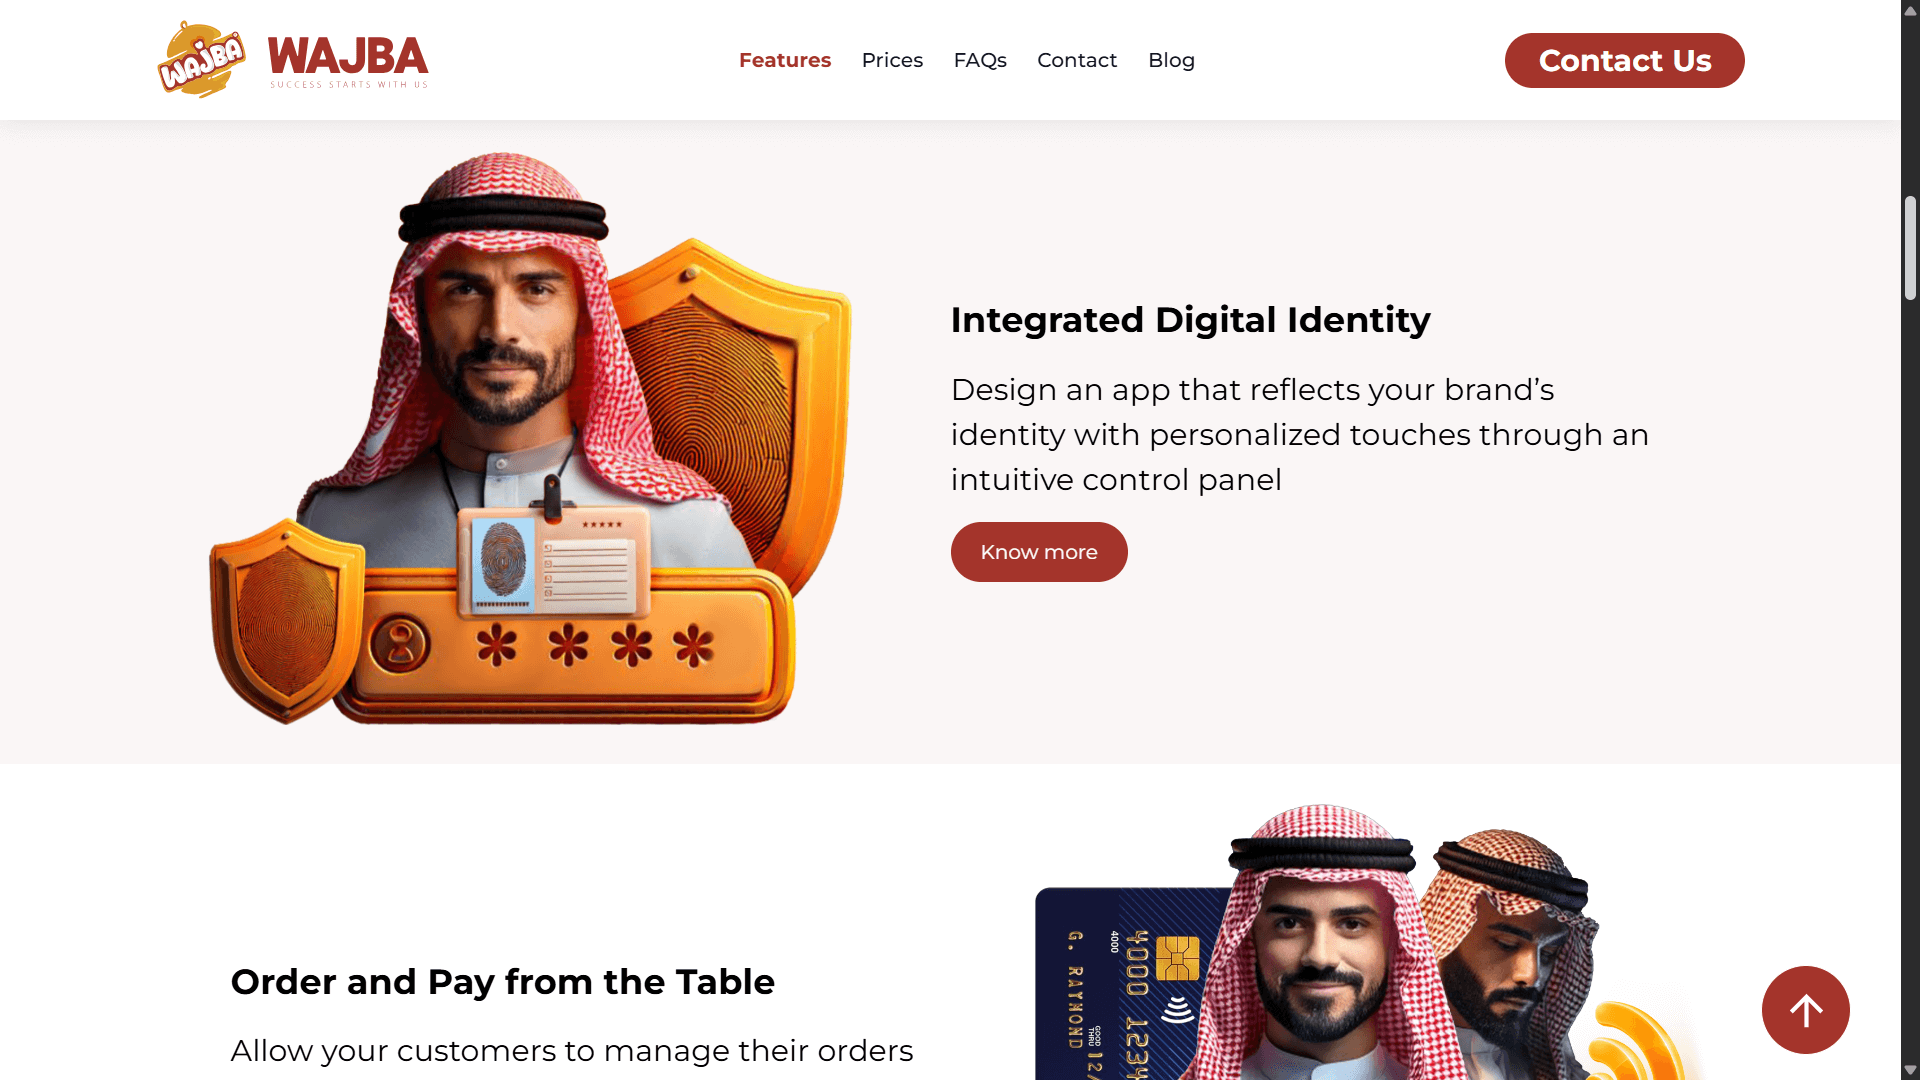 WAJBA
WAJBA
SUCCESS STARTS WITH US
Features
Prices
FAQs
Contact
Blog
Contact Us
Integrated Digital Identity
Design an app that reflects your brand’s
identity with personalized touches through an
intuitive control panel
Know more
Order and Pay from the Table
Allow your customers to manage their orders
4000 1234
4000
GOOD
THRU
12/
G. RAYMOND